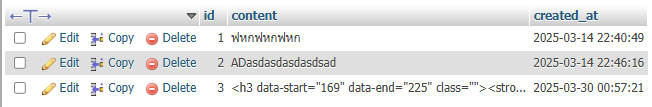 ←T→ id content created_at
Edit Copy Delete 1 ฟหกฟหกฟหก 2025-03-14 22:40:49
Edit Copy Delete 2 ADasdasdasdasdsad 2025-03-14 22:46:16
Edit Copy Delete 3 <h3 data-start="169" data-end="225" class=""><stro... 2025-03-30 00:57:21